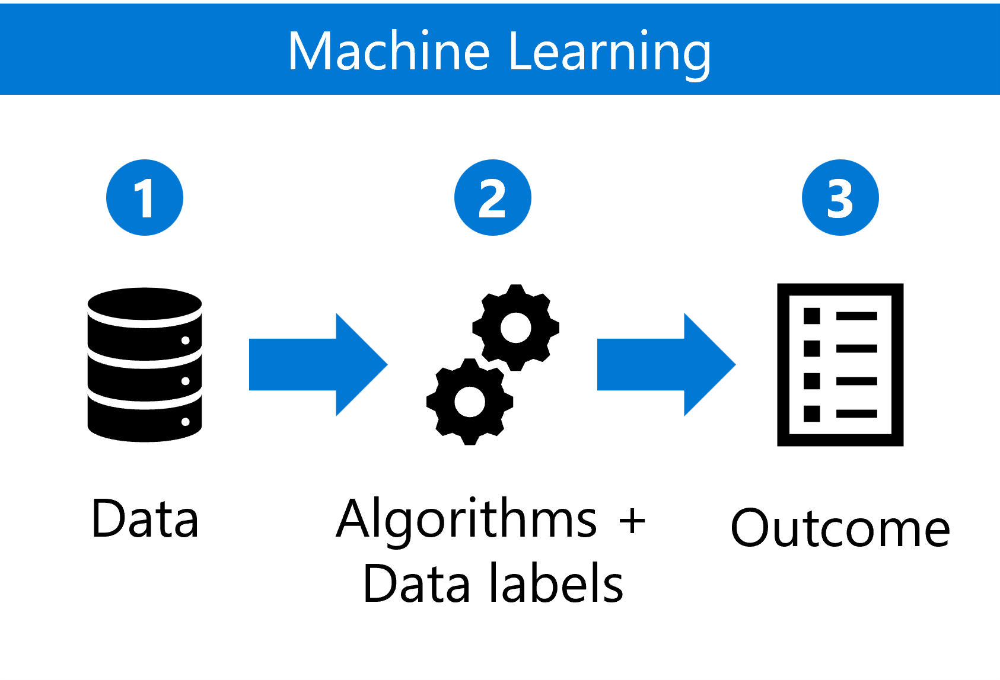 Machine Learning
1
2
3
Data
Algorithms +
Data labels
Outcome